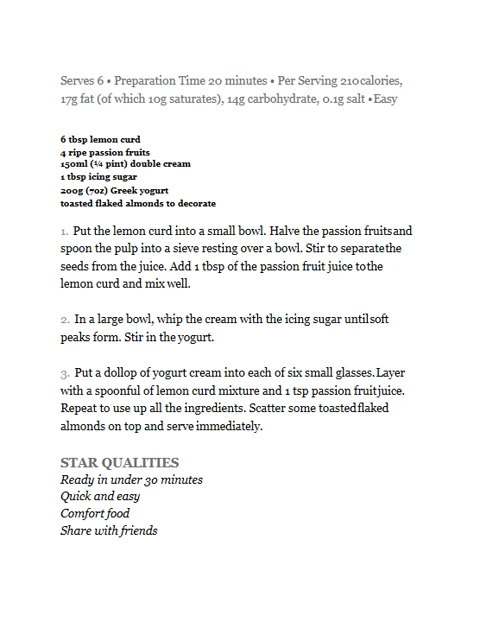 Serves 6 • Preparation Time 20 minutes • Per Serving 210calories,
17g fat (of which 10g saturates), 14g carbohydrate, 0.1g salt •Easy
6 tbsp lemon curd
4 ripe passion fruits
150ml (¼ pint) double cream
1 tbsp icing sugar
200g (7oz) Greek yogurt
toasted flaked almonds to decorate
1. Put the lemon curd into a small bowl. Halve the passion fruitsand
spoon the pulp into a sieve resting over a bowl. Stir to separatethe
seeds from the juice. Add 1 tbsp of the passion fruit juice tothe
lemon curd and mixwell.
2. In a large bowl, whip the cream with the icing sugar untilsoft
peaks form. Stir in theyogurt.
3. Put a dollop of yogurt cream into each of six small glasses.Layer
with a spoonful of lemon curd mixture and 1 tsp passion fruitjuice.
Repeat to use up all the ingredients. Scatter some toastedflaked
almonds on top and serveimmediately.
STAR QUALITIES
Ready in under 30 minutes
Quick and easy
Comfort food
Share with friends